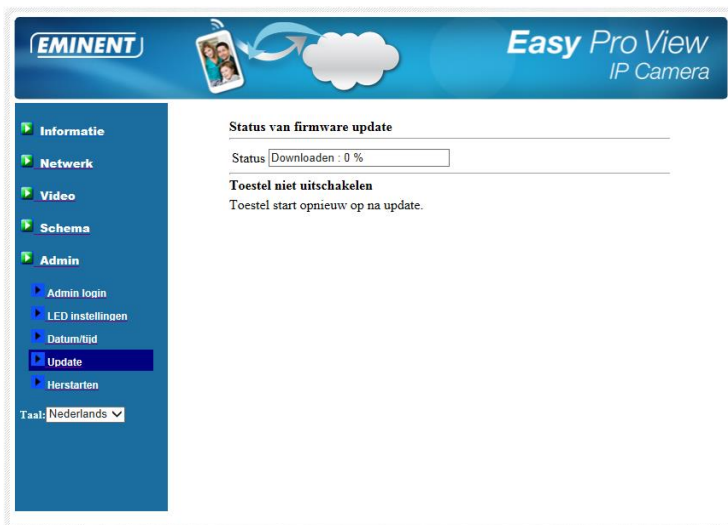 EMINENT
Easy Pro View
IP Camera
Informatie
Netwerk
Video
Schema
Admin
Admin login
LED instellingen
Datum/tijd
Update
Herstarten
Taal: Nederlands
Status van firmware update
Status Downloaden : 0 %
Toestel niet uitschakelen
Toestel start opnieuw op na update.